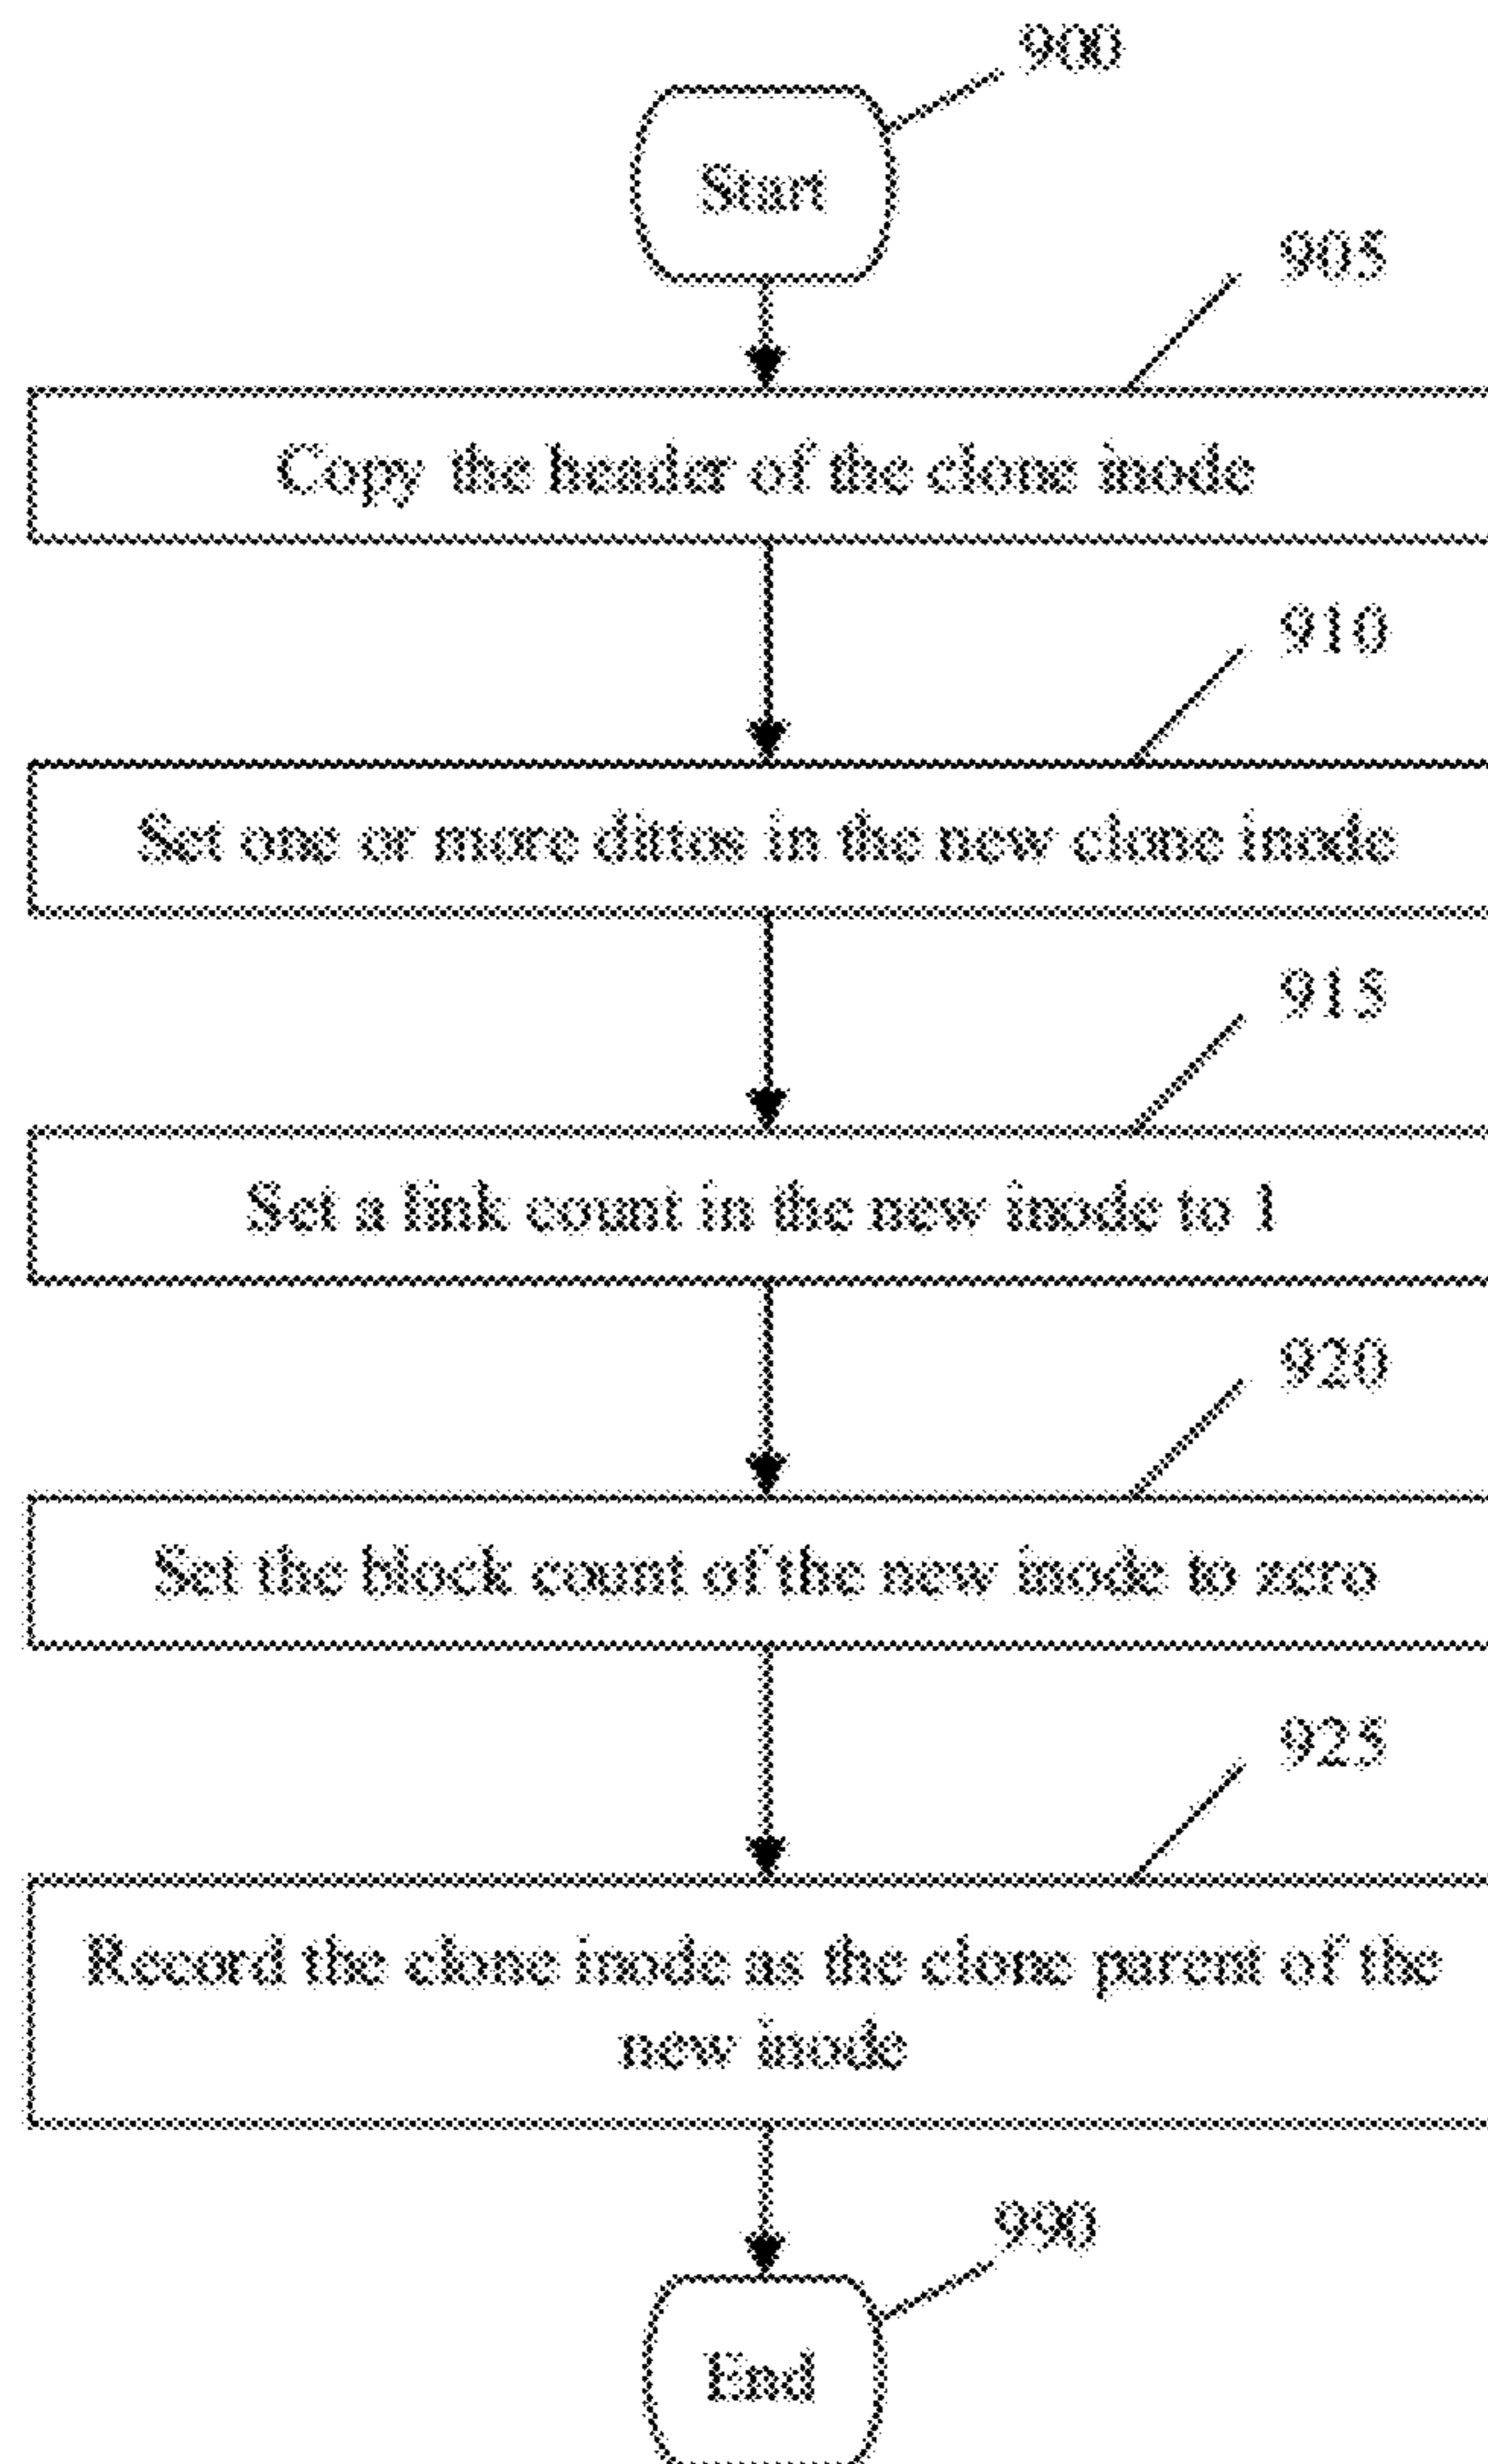 900
Start
905
Copy the header of the clone inode
910
Set one or more dittos in the new clone inode
915
Set a link count in the new inode to 1
920
Set the block count of the new inode to zero
925
Record the clone inode as the clone parent of the
new inode
990
End